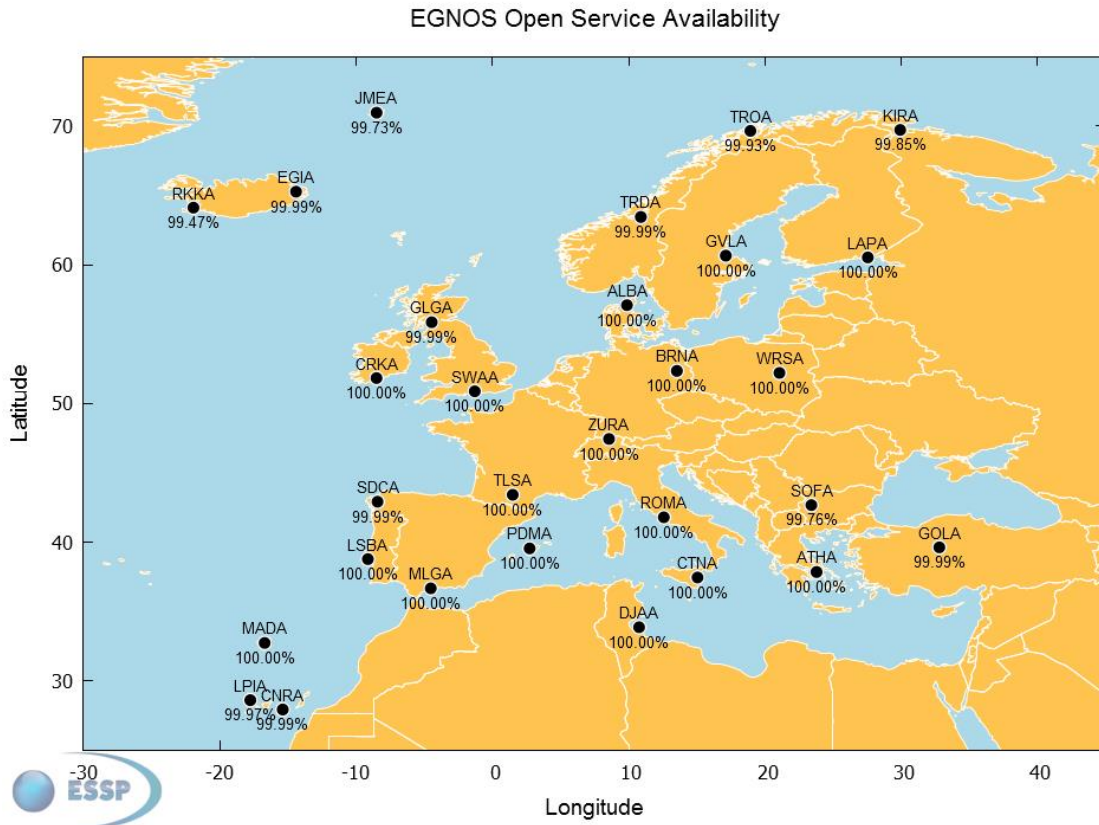 EGNOS Open Service Availability
Latitude
70
60
50
40
30
JMEA
99.73%
TROA
99.93%
KIRA
99.85%
EGIA
99.99%
RKKA
99.47%
TRDA
99.99%
GVLA
100.00%
LAPA
100.00%
ALBA
100.00%
GLGA
99.99%
CRKA
100.00%
SWAA
100.00%
BRNA
100.00%
WRSA
100.00%
ZURA
100.00%
SDCA
99.99%
TLSA
100.00%
ROMA
100.00%
SOFA
99.76%
LSBA
100.00%
PDMA
100.00%
GOLA
99.99%
MLGA
100.00%
CTNA
100.00%
ATHA
100.00%
DJAA
100.00%
MADA
100.00%
LPIA
99.97%
CNRA
99.99%
-30 -20 -10 0 10 20 30 40
Longitude
ESSP